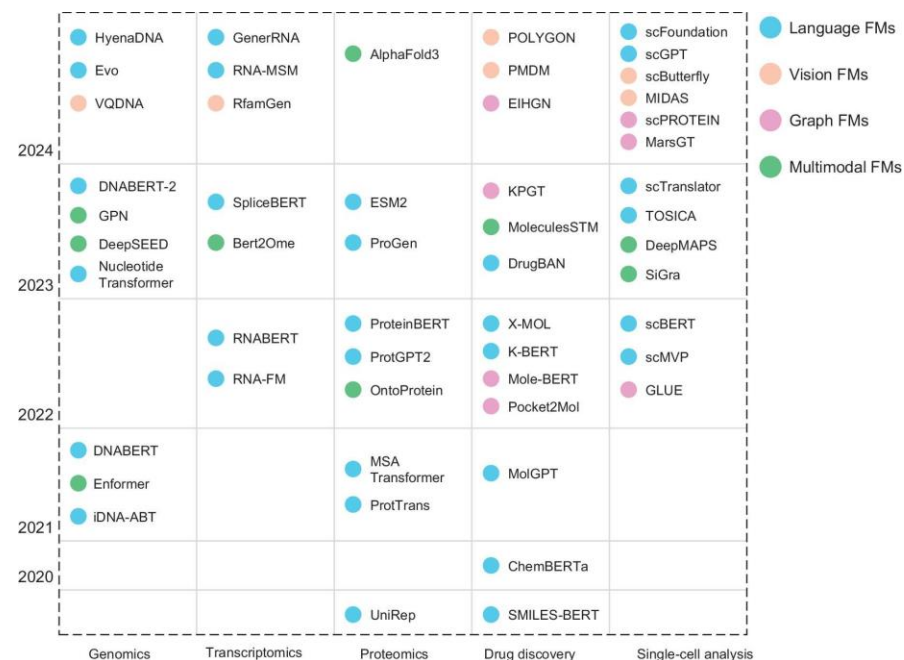 HyenaDNA
Evo
VQDNA
GenerRNA
RNA-MSM
RfamGen
AlphaFold3
POLYGON
PMDM
EIHGN
scFoundation
scGPT
scButterfly
MIDAS
scPROTEIN
MarsGT
Language FMs
Vision FMs
Graph FMs
Multimodal FMs
2024
DNABERT-2
GPN
DeepSEED
Nucleotide
Transformer
SpliceBERT
Bert2Ome
ESM2
ProGen
KPGT
MoleculesSTM
DrugBAN
scTranslator
TOSICA
DeepMAPS
SiGra
2023
RNABERT
RNA-FM
ProteinBERT
ProtGPT2
OntoProtein
X-MOL
K-BERT
Mole-BERT
Pocket2Mol
scBERT
scMVP
GLUE
2022
DNABERT
Enformer
iDNA-ABT
MSA
Transformer
ProtTrans
MolGPT
2021
ChemBERTa
2020
UniRep
SMILES-BERT
Genomics
Transcriptomics
Proteomics
Drug discovery
Single-cell analysis